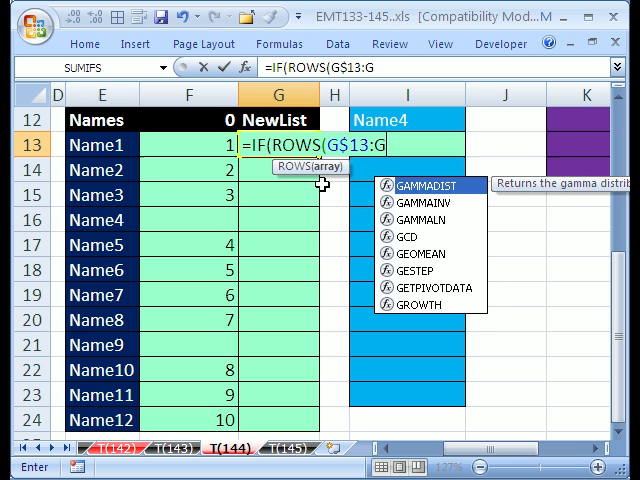 EMT133-145..xls [Compatibility Mod... M
Home Insert Page Layout Formulas Data Review View Developer
SUMIFS =IF(ROWS(G$13:G
D E F G H I J K
12 Names 0 NewList Name4
13 Name1 1 =IF(ROWS(G$13:G
ROWS(array)
14 Name2 2
15 Name3 3
16 Name4
17 Name5 4
18 Name6 5
19 Name7 6
20 Name8 7
21 Name9
22 Name10 8
23 Name11 9
24 Name12 10
GAMMADIST Returns the gamma distrib
GAMMAINV
GAMMALN
GCD
GEOMEAN
GESTEP
GETPIVOTDATA
GROWTH
T(142) T(143) T(144) T(145)
Enter 127%